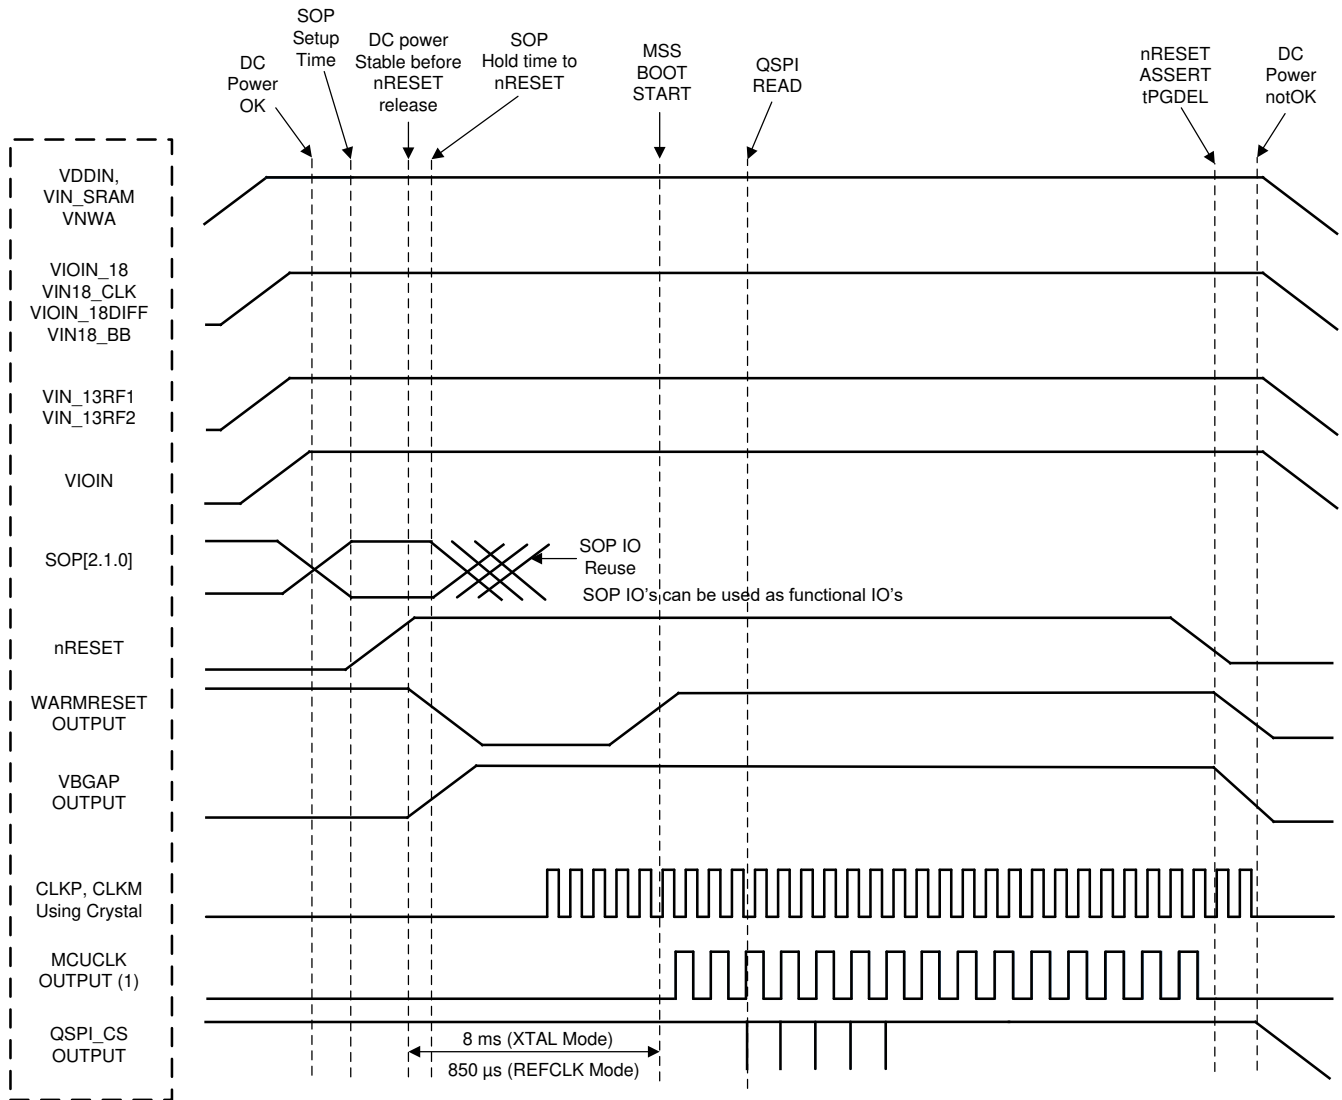 SOP
Setup
Time
DC
Power
OK
DC power
Stable before
nRESET
release
SOP
Hold time to
nRESET
MSS
BOOT
START
QSPI
READ
nRESET
ASSERT
tPGDEL
DC
Power
notOK
VDDIN,
VIN_SRAM
VNWA
VIOIN_18
VIN18_CLK
VIOIN_18DIFF
VIN18_BB
VIN_13RF1
VIN_13RF2
VIOIN
SOP[2.1.0]
SOP IO
Reuse
SOP IO's can be used as functional IO's
nRESET
WARMRESET
OUTPUT
VBGAP
OUTPUT
CLKP, CLKM
Using Crystal
MCUCLK
OUTPUT (1)
QSPI_CS
OUTPUT
8 ms (XTAL Mode)
850 µs (REFCLK Mode)